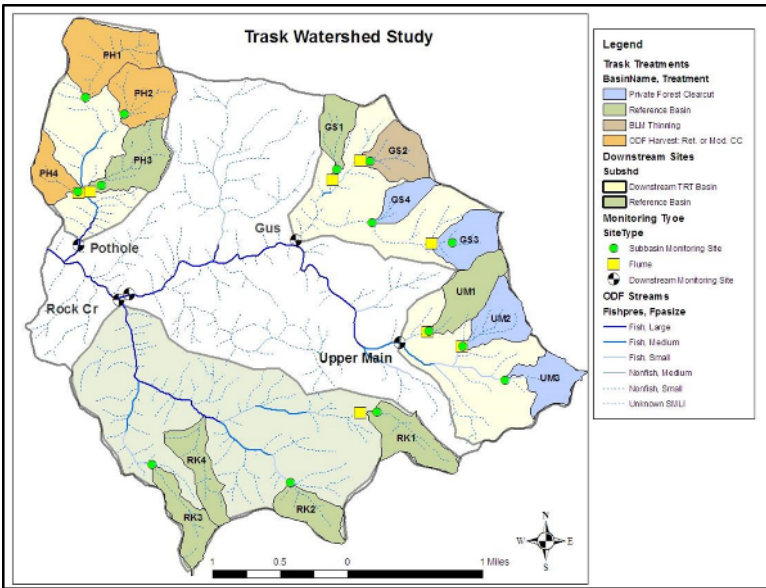 Trask Watershed Study
PH1
PH2
PH3
PH4
Pothole
Rock Cr
GS1
GS2
GS4
GS3
Gus
UM1
UM2
UM3
Upper Main
RK1
RK4
RK2
RK3
1 0.5 0 1 Miles
N
W E
S
Legend
Trask Treatments
BasinName, Treatment
Private Forest Clearcut
Reference Basin
BLM Thinning
ODF Harvest: Ret. or Mod. CC
Downstream Sites
Subshd
Downstream TRT Basin
Reference Basin
Monitoring Tyoe
SiteType
Subbasin Monitoring Site
Flume
Downstream Monitoring Site
ODF Streams
Fishpres, Fpasize
Fish, Large
Fish, Medium
Fish, Small
Nonfish, Medium
Nonfish, Small
Unknown SMLI